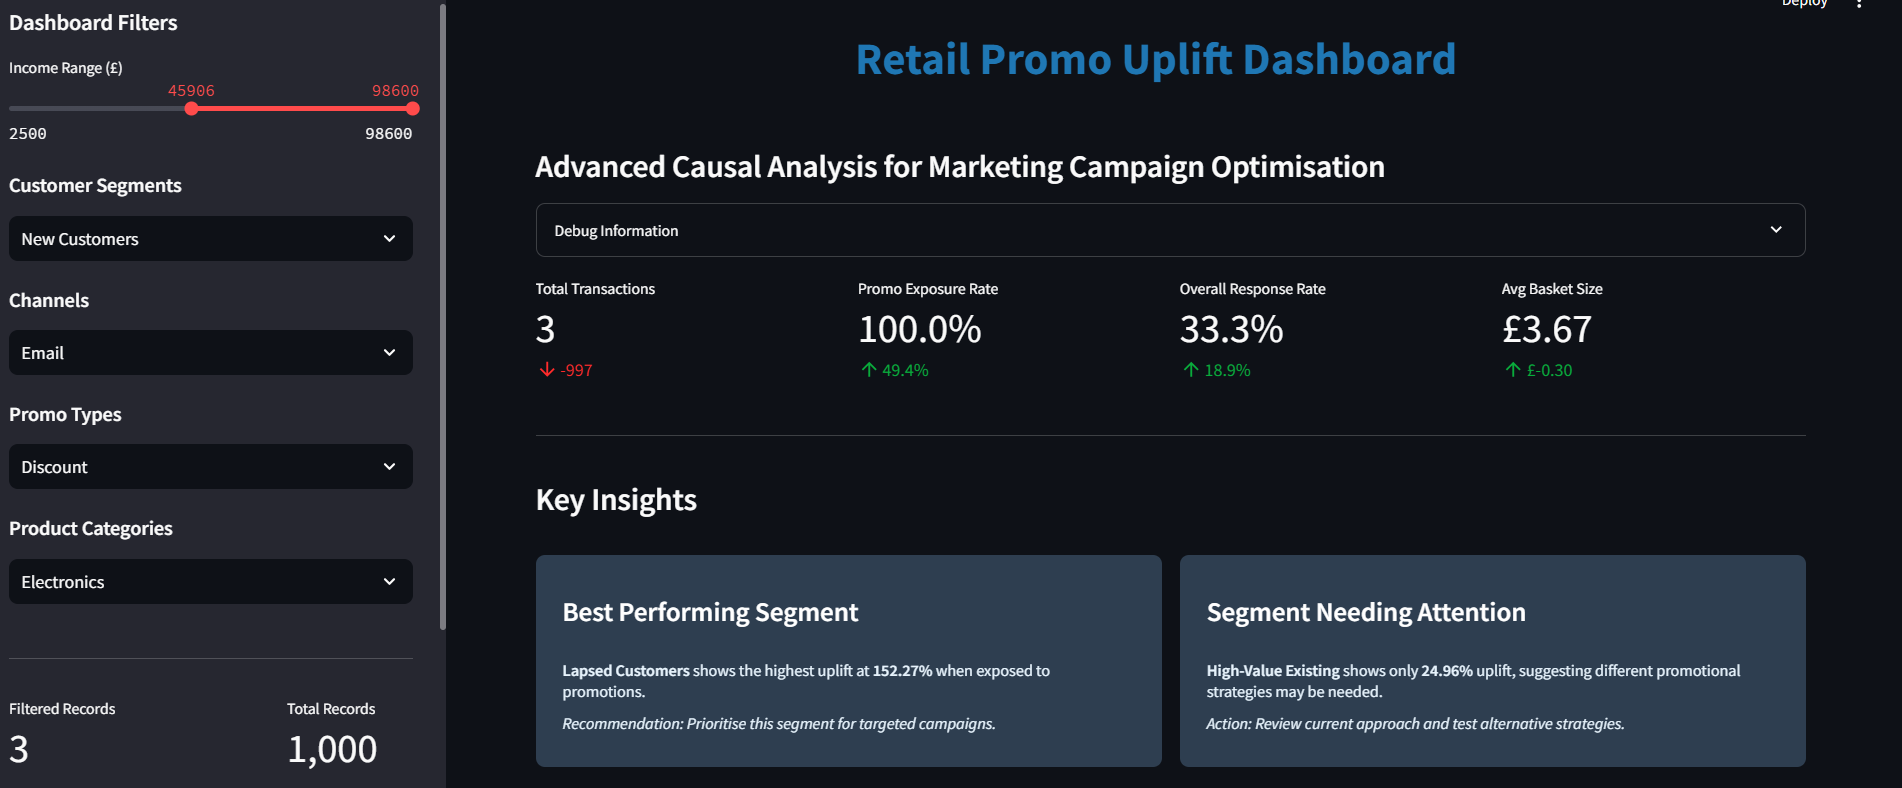 Dashboard Filters
Income Range (£)
45906 98600
2500 98600
Customer Segments
New Customers
Channels
Email
Promo Types
Discount
Product Categories
Electronics
Filtered Records Total Records
3 1,000
Deploy
Retail Promo Uplift Dashboard
Advanced Causal Analysis for Marketing Campaign Optimisation
Debug Information
Total Transactions Promo Exposure Rate Overall Response Rate Avg Basket Size
3 100.0% 33.3% £3.67
↓ -997 ↑ 49.4% ↑ 18.9% ↑ £-0.30
Key Insights
Best Performing Segment
Lapsed Customers shows the highest uplift at 152.27% when exposed to
promotions.
Recommendation: Prioritise this segment for targeted campaigns.
Segment Needing Attention
High-Value Existing shows only 24.96% uplift, suggesting different promotional
strategies may be needed.
Action: Review current approach and test alternative strategies.